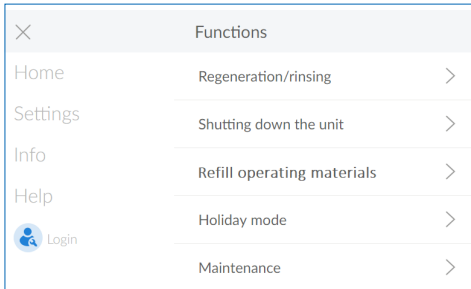 Functions
Home
Settings
Info
Help
Login
Regeneration/rinsing
Shutting down the unit
Refill operating materials
Holiday mode
Maintenance